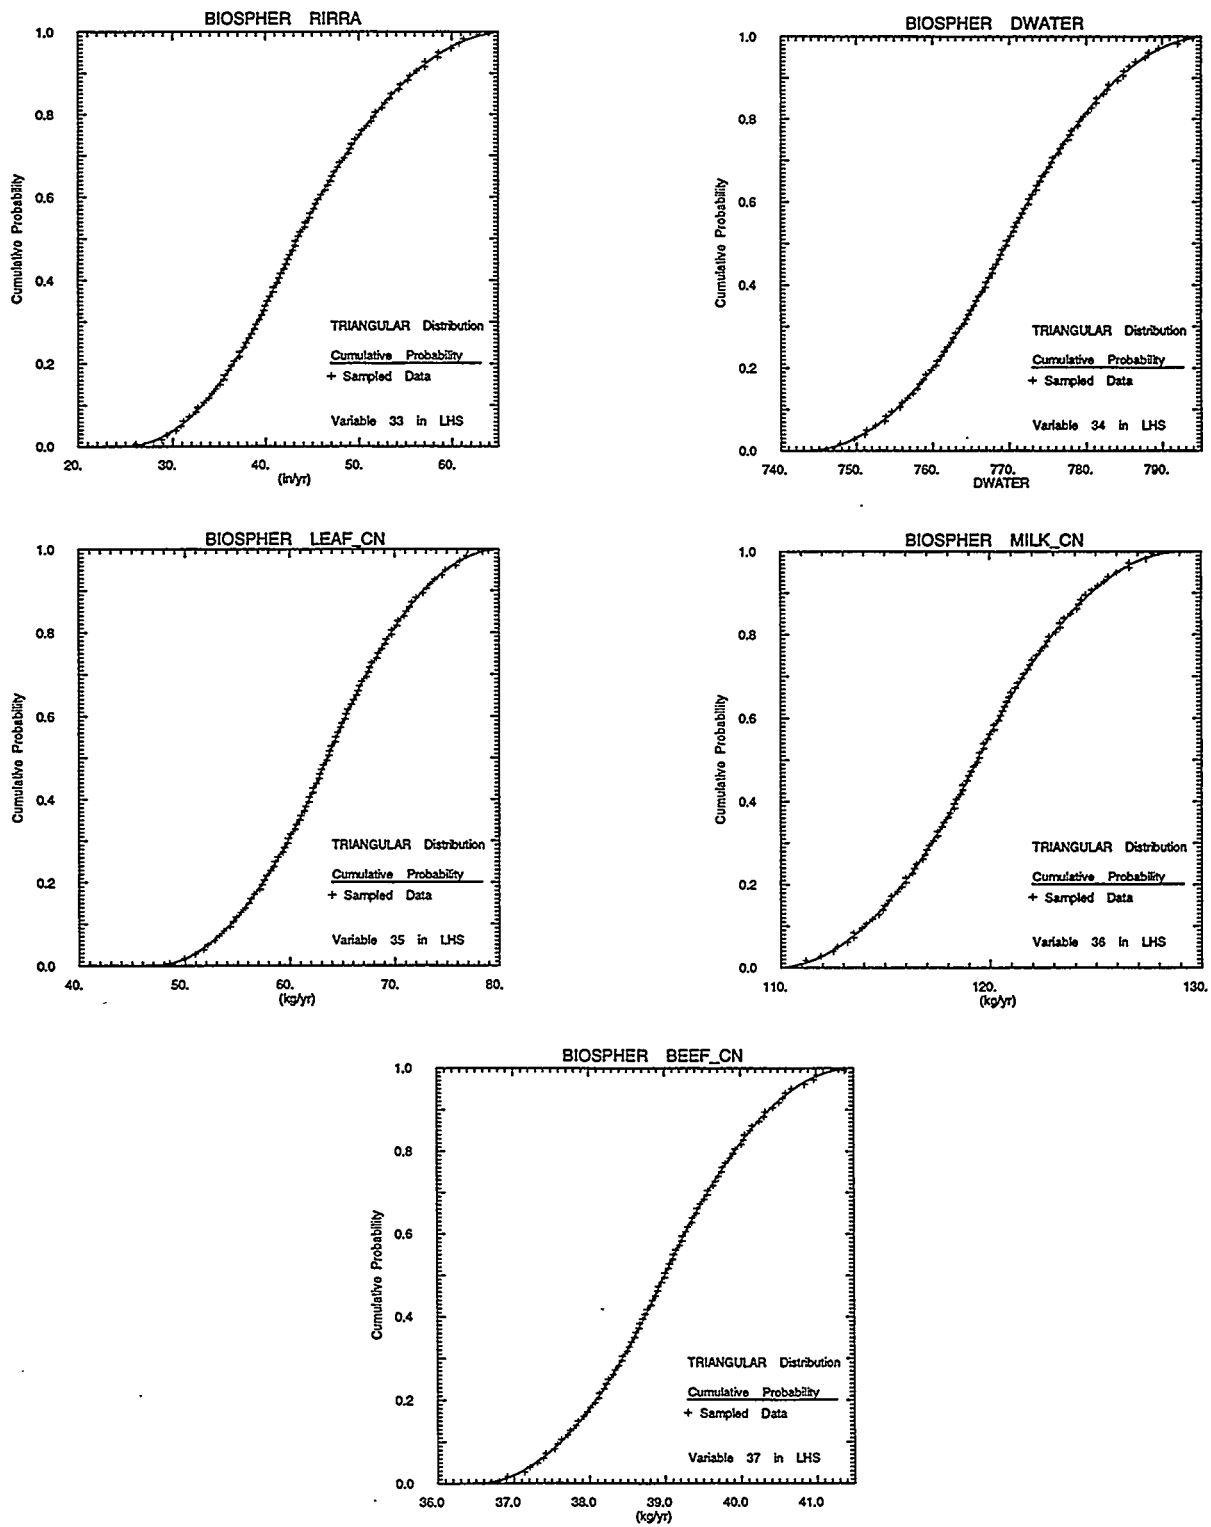 BIOSPHER RIRRA
1.0
0.8
0.6
0.4
0.2
0.0
Cumulative Probability
TRIANGULAR Distribution
Cumulative Probability
+ Sampled Data
Variable 33 in LHS
20. 30. 40. 50. 60.
(in/yr)
BIOSPHER DWATER
1.0
0.8
0.6
0.4
0.2
0.0
Cumulative Probability
TRIANGULAR Distribution
Cumulative Probability
+ Sampled Data
Variable 34 in LHS
740. 750. 760. 770. 780. 790.
DWATER
BIOSPHER LEAF_CN
1.0
0.8
0.6
0.4
0.2
0.0
Cumulative Probability
TRIANGULAR Distribution
Cumulative Probability
+ Sampled Data
Variable 35 in LHS
40. 50. 60. 70. 80.
(kg/yr)
BIOSPHER MILK_CN
1.0
0.8
0.6
0.4
0.2
0.0
Cumulative Probability
TRIANGULAR Distribution
Cumulative Probability
+ Sampled Data
Variable 36 in LHS
110. 120. 130.
(kg/yr)
BIOSPHER BEEF_CN
1.0
0.8
0.6
0.4
0.2
0.0
Cumulative Probability
TRIANGULAR Distribution
Cumulative Probability
+ Sampled Data
Variable 37 in LHS
36.0 37.0 38.0 39.0 40.0 41.0
(kg/yr)